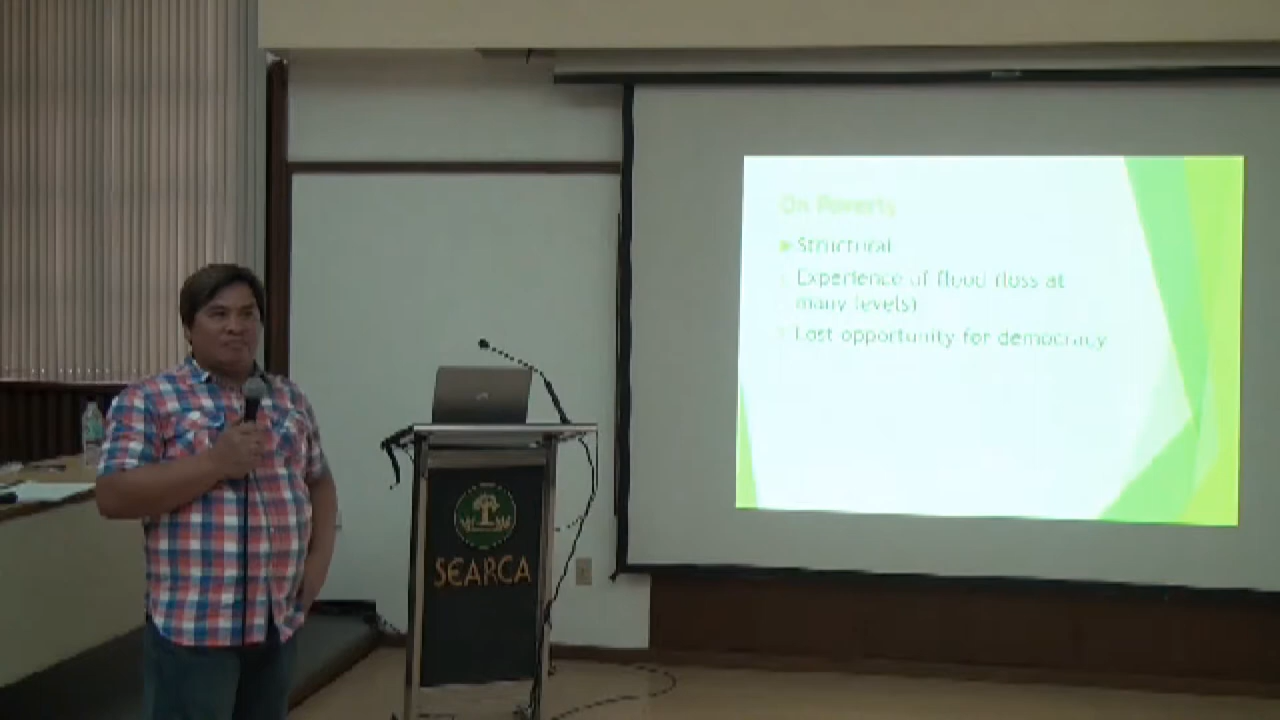 On Poverty
Structural
Experience of flood (loss at
many levels)
Lost opportunity for democracy
SEARCA